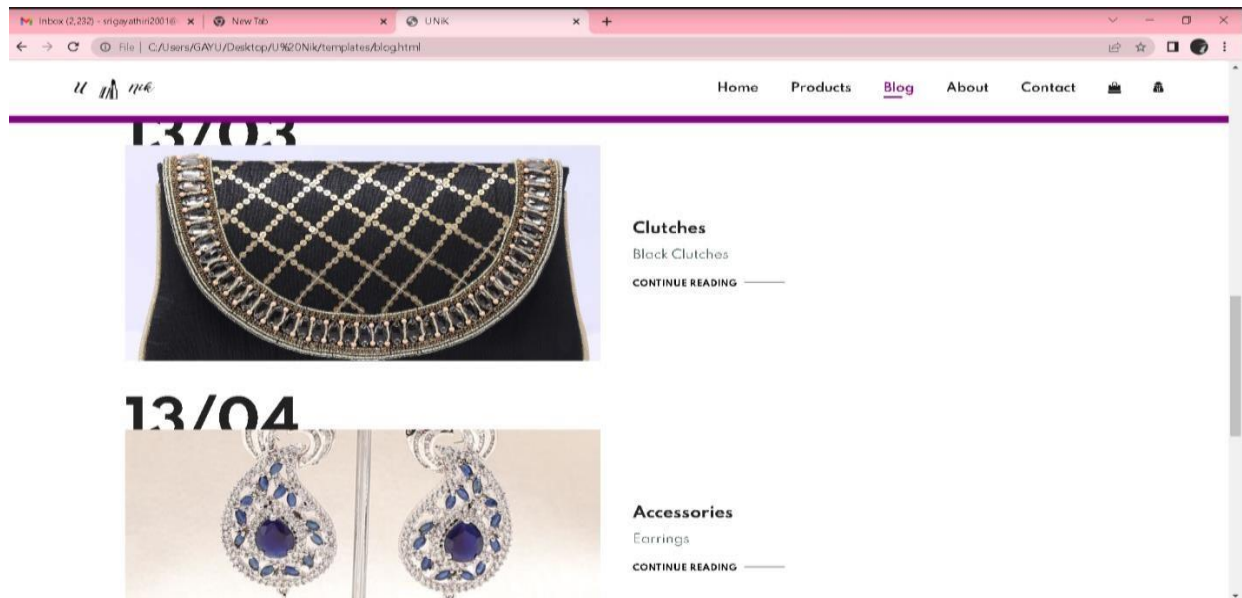 Inbox (2,232) - srigayathiri2001@
New Tab
UNiK
File | C:/Users/GAYU/Desktop/U%20Nik/templates/blog.html
U nik
Home Products Blog About Contact
13/03
Clutches
Black Clutches
CONTINUE READING
13/04
Accessories
Earrings
CONTINUE READING